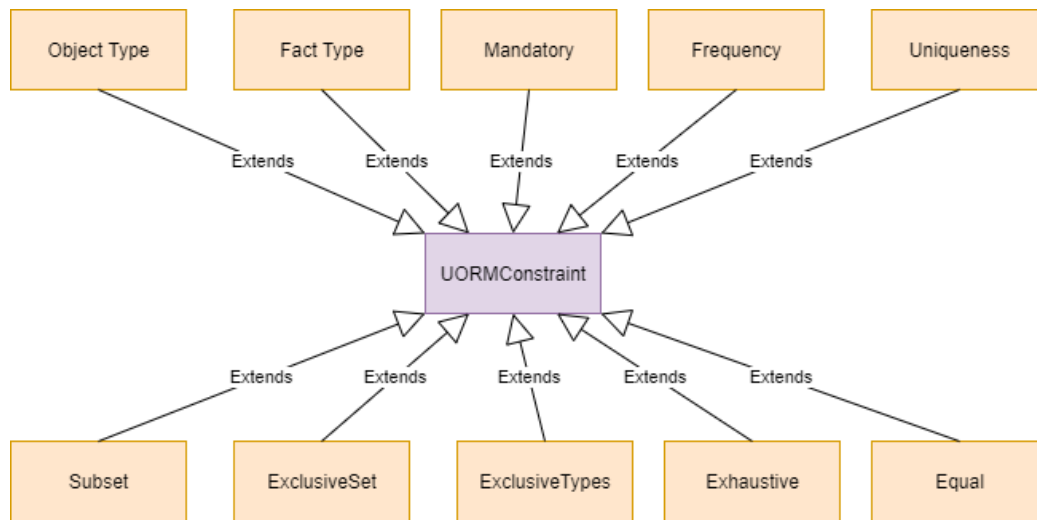 Object Type
Fact Type
Mandatory
Frequency
Uniqueness
Extends
Extends
Extends
Extends
Extends
UORMConstraint
Extends
Extends
Extends
Extends
Extends
Subset
ExclusiveSet
ExclusiveTypes
Exhaustive
Equal